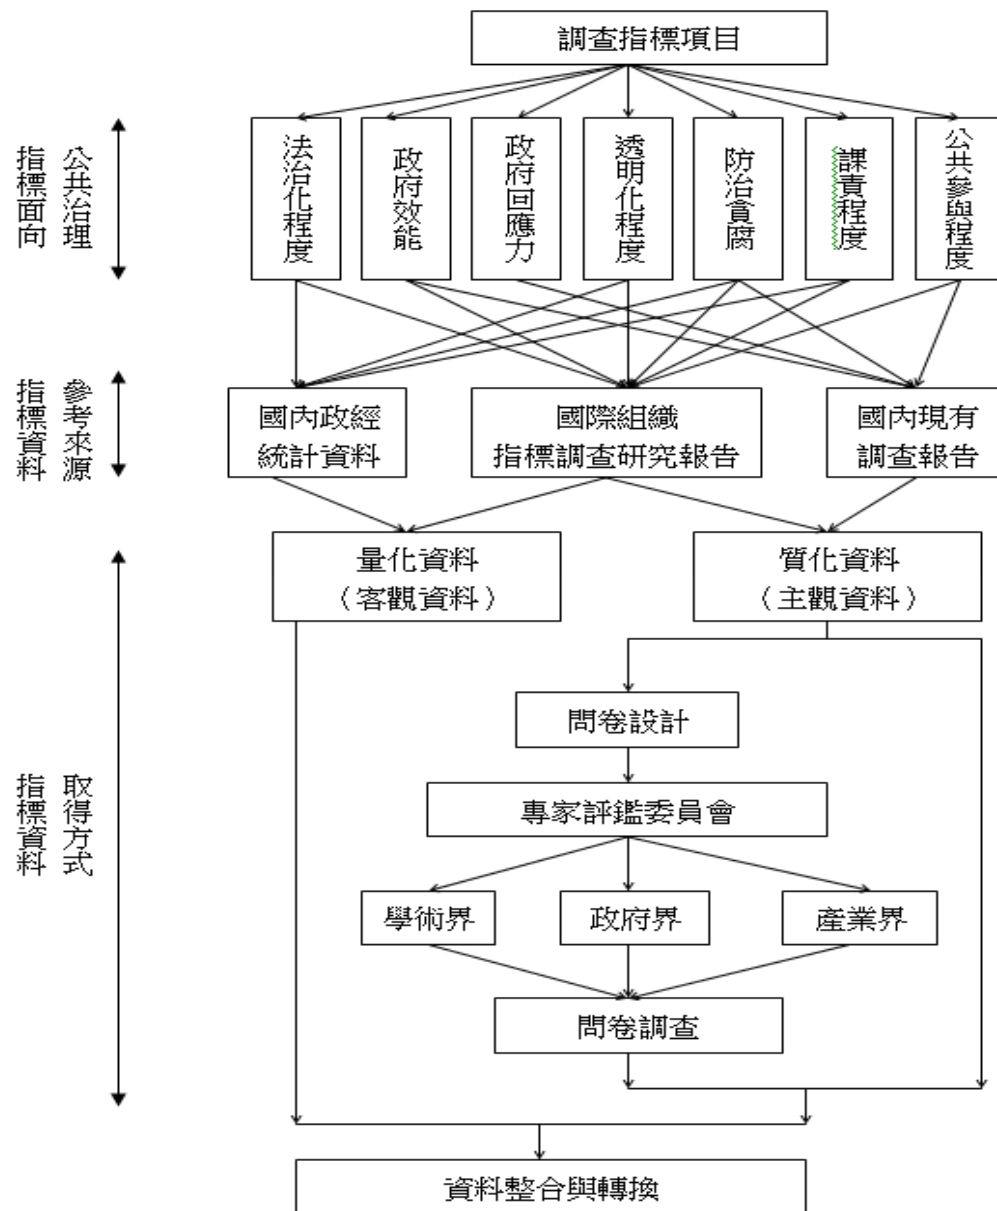 調查指標項目
公共治理
指標面向
法治化程度
政府效能
政府回應力
透明化程度
防治貪腐
課責程度
公共參與程度
參考來源
指標資料
國內政經
統計資料
國際組織
指標調查研究報告
國內現有
調查報告
量化資料
（客觀資料）
質化資料
（主觀資料）
取得方式
指標資料
問卷設計
專家評鑑委員會
學術界
政府界
產業界
問卷調查
資料整合與轉換